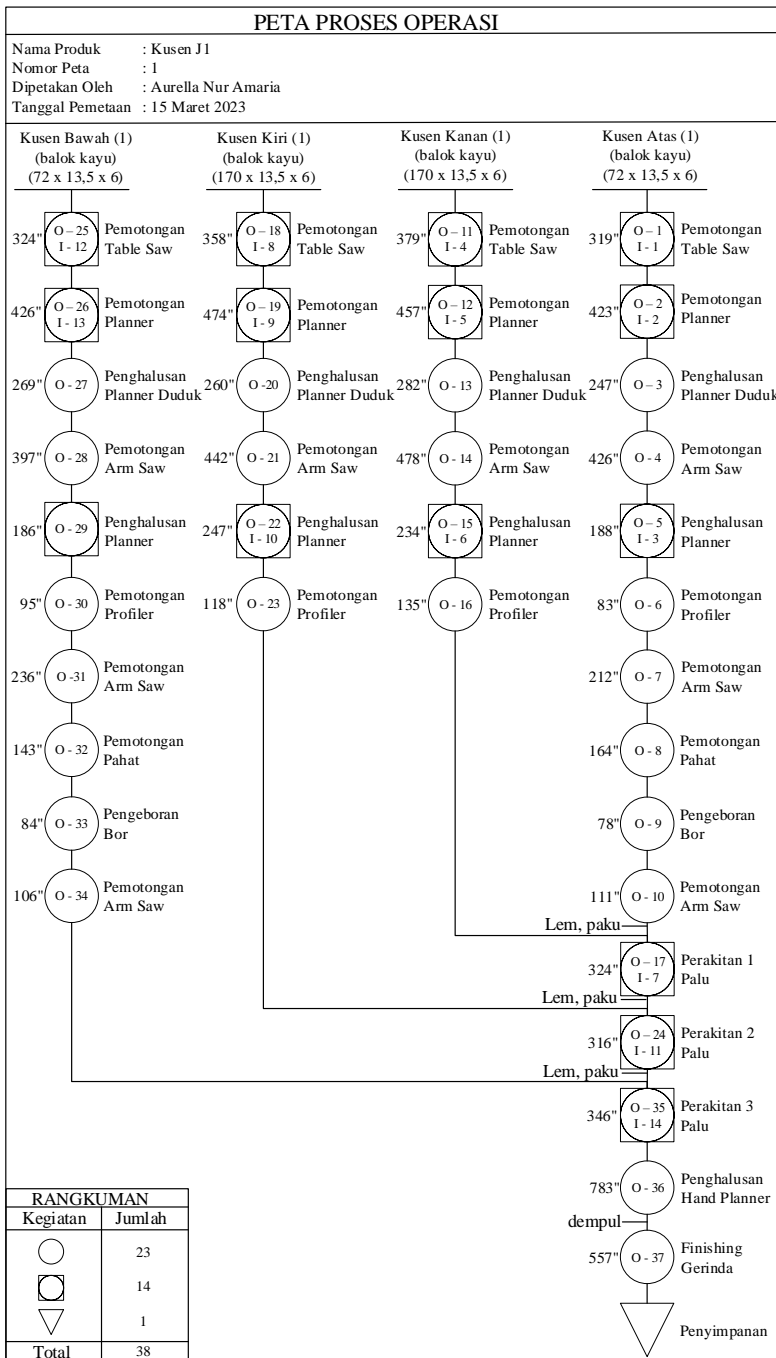 PETA PROSES OPERASI
Nama Produk : Kusen J1
Nomor Peta : 1
Dipetakan Oleh : Aurella Nur Amaria
Tanggal Pemetaan : 15 Maret 2023
Kusen Bawah (1)
(balok kayu)
(72 x 13,5 x 6)
324"
O – 25
I - 12
Pemotongan
Table Saw
426"
O – 26
I - 13
Pemotongan
Planner
269"
O - 27
Penghalusan
Planner Duduk
397"
O - 28
Pemotongan
Arm Saw
186"
O - 29
Penghalusan
Planner
95"
O - 30
Pemotongan
Profiler
236"
O -31
Pemotongan
Arm Saw
143"
O - 32
Pemotongan
Pahat
84"
O - 33
Pengeboran
Bor
106"
O - 34
Pemotongan
Arm Saw
Kusen Kiri (1)
(balok kayu)
(170 x 13,5 x 6)
358"
O – 18
I - 8
Pemotongan
Table Saw
474"
O – 19
I - 9
Pemotongan
Planner
260"
O -20
Penghalusan
Planner Duduk
442"
O - 21
Pemotongan
Arm Saw
247"
O – 22
I - 10
Penghalusan
Planner
118"
O - 23
Pemotongan
Profiler
Kusen Kanan (1)
(balok kayu)
(170 x 13,5 x 6)
379"
O – 11
I - 4
Pemotongan
Table Saw
457"
O – 12
I - 5
Pemotongan
Planner
282"
O - 13
Penghalusan
Planner Duduk
478"
O - 14
Pemotongan
Arm Saw
234"
O – 15
I - 6
Penghalusan
Planner
135"
O - 16
Pemotongan
Profiler
Kusen Atas (1)
(balok kayu)
(72 x 13,5 x 6)
319"
O – 1
I - 1
Pemotongan
Table Saw
423"
O – 2
I - 2
Pemotongan
Planner
247"
O - 3
Penghalusan
Planner Duduk
426"
O - 4
Pemotongan
Arm Saw
188"
O – 5
I - 3
Penghalusan
Planner
83"
O - 6
Pemotongan
Profiler
212"
O - 7
Pemotongan
Arm Saw
164"
O - 8
Pemotongan
Pahat
78"
O - 9
Pengeboran
Bor
111"
O - 10
Pemotongan
Arm Saw
Lem, paku
324"
O – 17
I - 7
Perakitan 1
Palu
Lem, paku
316"
O – 24
I - 11
Perakitan 2
Palu
Lem, paku
346"
O – 35
I - 14
Perakitan 3
Palu
783"
O - 36
Penghalusan
Hand Planner
dempul
557"
O - 37
Finishing
Gerinda
Penyimpanan
RANGKUMAN
Kegiatan Jumlah
23
14
1
Total 38